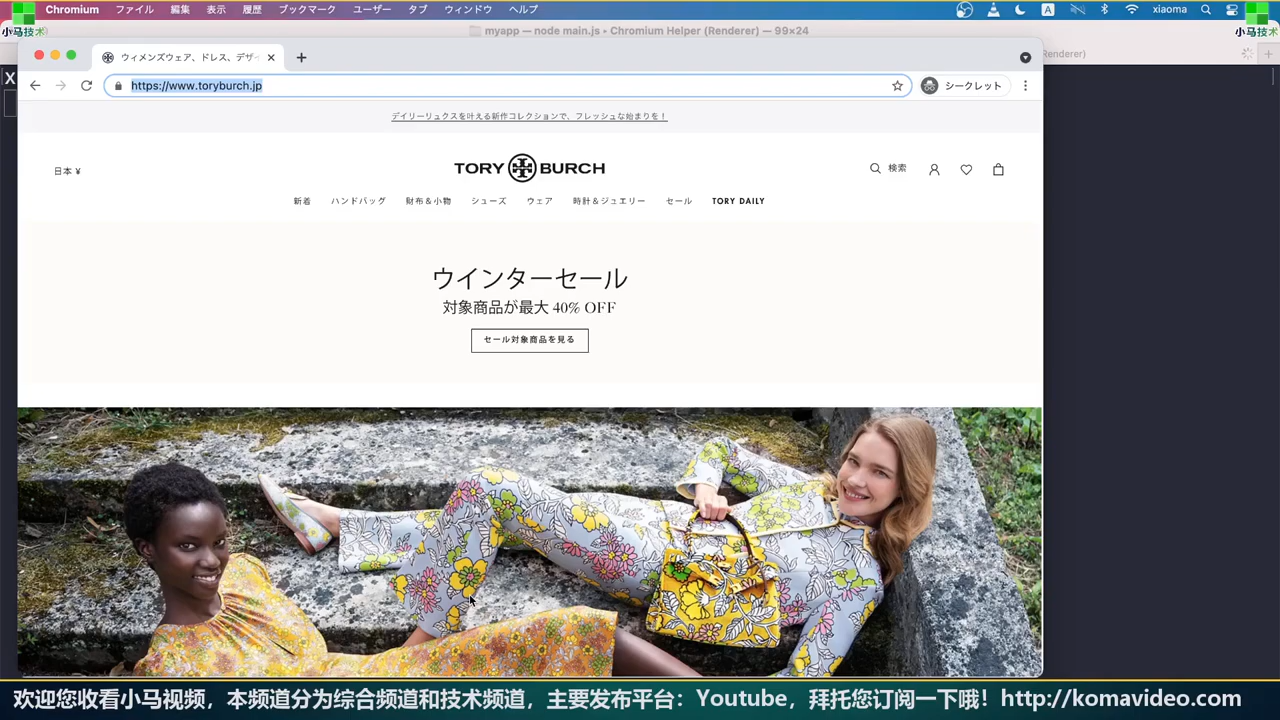 Chromium ファイル 編集 表示 履歴 ブックマーク ユーザー タブ ウィンドウ ヘルプ A xiaoma
小马技术
小马技术
myapp — node main.js • Chromium Helper (Renderer) — 99×24
ウィメンズウェア、ドレス、デザイ
Renderer)
X
https://www.toryburch.jp
シークレット
デイリーリュクスを叶える新作コレクションで、フレッシュな始まりを！
日本 ¥
TORY BURCH
検索
新着 ハンドバッグ 財布＆小物 シューズ ウェア 時計＆ジュエリー セール TORY DAILY
ウインターセール
対象商品が最大 40% OFF
セール対象商品を見る
欢迎您收看小马视频，本频道分为综合频道和技术频道，主要发布平台：Youtube，拜托您订阅一下哦！http://komavideo.com